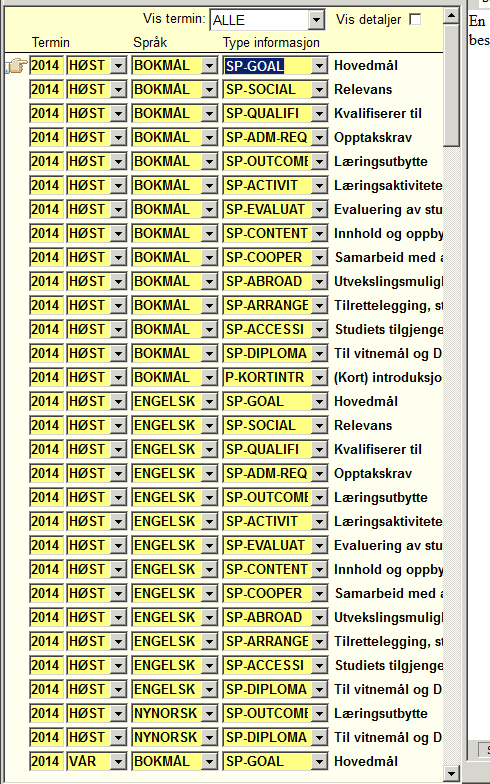 Vis termin: ALLE Vis detaljer
Termin Språk Type informasjon
2014 HØST BOKMÅL SP-GOAL Hovedmål
2014 HØST BOKMÅL SP-SOCIAL Relevans
2014 HØST BOKMÅL SP-QUALIFI Kvalifiserer til
2014 HØST BOKMÅL SP-ADM-REQ Opptakskrav
2014 HØST BOKMÅL SP-OUTCOME Læringsutbytte
2014 HØST BOKMÅL SP-ACTIVIT Læringsaktivitete
2014 HØST BOKMÅL SP-EVALUAT Evaluering av stu
2014 HØST BOKMÅL SP-CONTENT Innhold og oppby
2014 HØST BOKMÅL SP-COOPER Samarbeid med a
2014 HØST BOKMÅL SP-ABROAD Utvekslingsmuligh
2014 HØST BOKMÅL SP-ARRANGE Tilrettelegging, st
2014 HØST BOKMÅL SP-ACCESSI Studiets tilgjenge
2014 HØST BOKMÅL SP-DIPLOMA Til vitnemål og D
2014 HØST BOKMÅL P-KORTINTR (Kort) introduksjo
2014 HØST ENGELSK SP-GOAL Hovedmål
2014 HØST ENGELSK SP-SOCIAL Relevans
2014 HØST ENGELSK SP-QUALIFI Kvalifiserer til
2014 HØST ENGELSK SP-ADM-REQ Opptakskrav
2014 HØST ENGELSK SP-OUTCOME Læringsutbytte
2014 HØST ENGELSK SP-ACTIVIT Læringsaktivitete
2014 HØST ENGELSK SP-EVALUAT Evaluering av stu
2014 HØST ENGELSK SP-CONTENT Innhold og oppby
2014 HØST ENGELSK SP-COOPER Samarbeid med a
2014 HØST ENGELSK SP-ABROAD Utvekslingsmuligh
2014 HØST ENGELSK SP-ARRANGE Tilrettelegging, st
2014 HØST ENGELSK SP-ACCESSI Studiets tilgjenge
2014 HØST ENGELSK SP-DIPLOMA Til vitnemål og D
2014 HØST NYNORSK SP-OUTCOME Læringsutbytte
2014 HØST NYNORSK SP-DIPLOMA Til vitnemål og D
2014 VÅR BOKMÅL SP-GOAL Hovedmål
En
bes